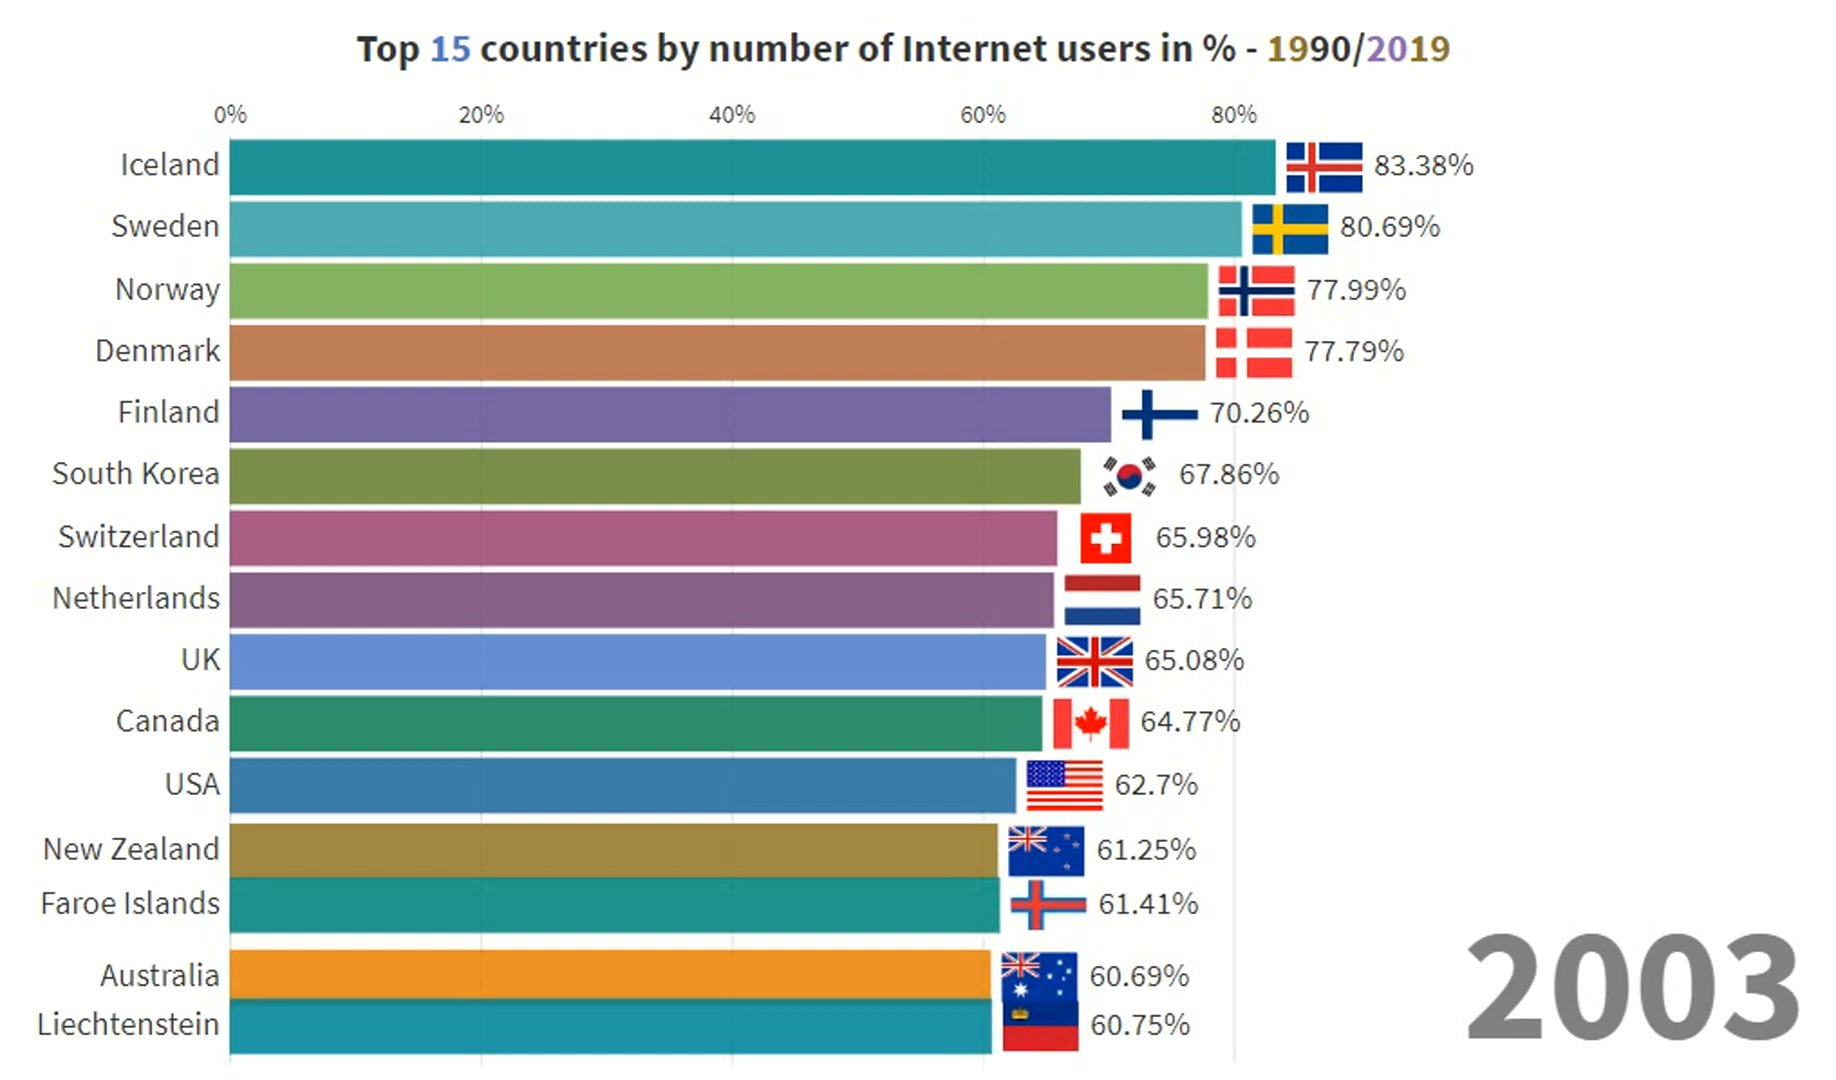 Top 15 countries by number of Internet users in % - 1990/2019
0% 20% 40% 60% 80%
Iceland 83.38%
Sweden 80.69%
Norway 77.99%
Denmark 77.79%
Finland 70.26%
South Korea 67.86%
Switzerland 65.98%
Netherlands 65.71%
UK 65.08%
Canada 64.77%
USA 62.7%
New Zealand 61.25%
Faroe Islands 61.41%
Australia 60.69%
Liechtenstein 60.75%
2003